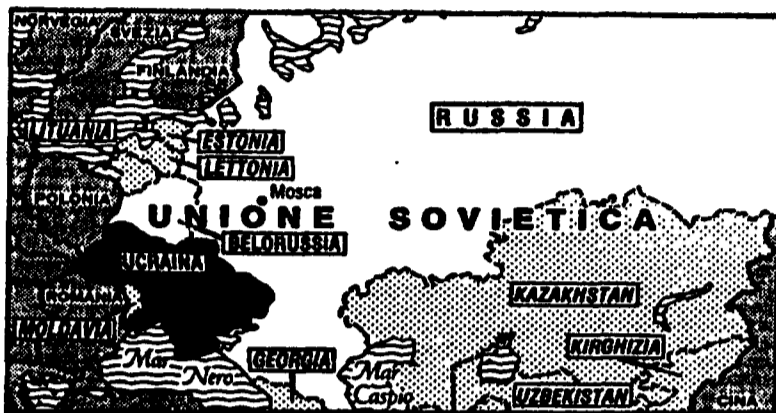 NORVEGIA
SVEZIA
FINLANDIA
RUSSIA
LITUANIA
ESTONIA
LETTONIA
POLONIA
Mosca
UNIONE SOVIETICA
BELORUSSIA
UCRAINA
ROMANIA
KAZAKHSTAN
MOLDAVIA
Mar Nero
GEORGIA
Mar Caspio
KIRGHIZIA
UZBEKISTAN
CINA